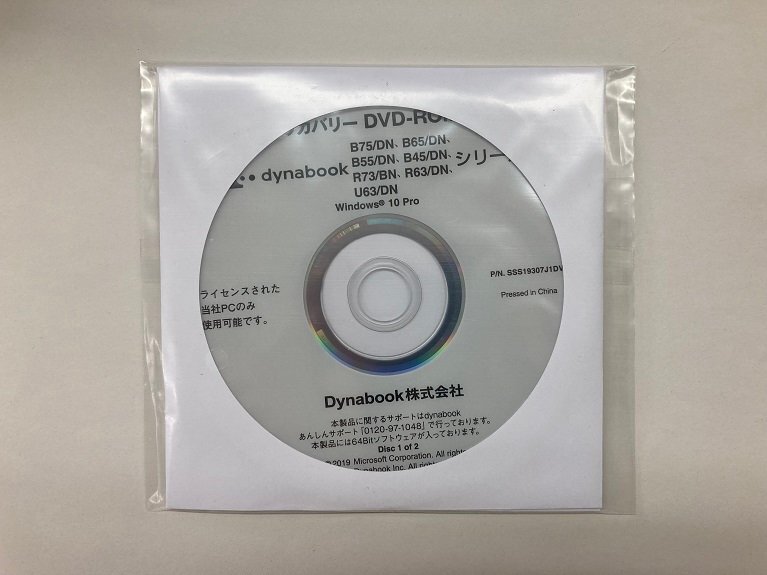 カバリー DVD-RO
dynabook
B75/DN、B65/DN、
B55/DN、B45/DN、
R73/BN、R63/DN、
U63/DN
シリー
Windows® 10 Pro
P/N. SSS19307J1DV
Pressed in China
ライセンスされた
当社PCのみ
使用可能です。
Dynabook株式会社
本製品に関するサポートはdynabook
あんしんサポート「0120-97-1048」で行っております。
本製品には64Bitソフトウェアが入っております。
Disc 1 of 2
©2019 Microsoft Corporation. All righ
Dynabook Inc. All righ